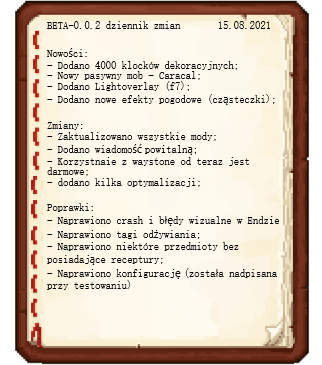 BETA-0.0.2 dziennik zmian 15.08.2021
Nowości:
- Dodano 4000 klocków dekoracyjnych;
- Nowy pasywny mob - Caracal;
- Dodano Lightoverlay (f7);
- Dodano nowe efekty pogodowe (cząsteczki);
Zmiany:
- Zaktualizowano wszystkie mody;
- Dodano wiadomość powitalną;
- Korzystnaie z waystone od teraz jest
darmowe;
- dodano kilka optymalizacji;
Poprawki:
- Naprawiono crash i błędy wizualne w Endzie
- Naprawiono tagi odżywiania;
- Naprawiono niektóre przedmioty bez
posiadające receptury;
- Naprawiono konfigurację (została nadpisana
przy testowaniu)